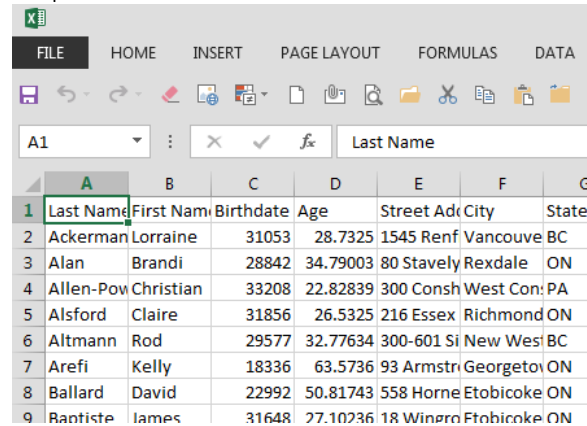 FILE HOME INSERT PAGE LAYOUT FORMULAS DATA
A1 fx Last Name
A B C D E F
1 Last Name First Nam Birthdate Age Street Add City State
2 Ackerman Lorraine 31053 28.7325 1545 Renf Vancouve BC
3 Alan Brandi 28842 34.79003 80 Stavely Rexdale ON
4 Allen-Pow Christian 33208 22.82839 300 Consh West Con PA
5 Alsford Claire 31856 26.5325 216 Essex Richmond ON
6 Altmann Rod 29577 32.77634 300-601 Si New West BC
7 Arefi Kelly 18336 63.5736 93 Armstr Georgetov ON
8 Ballard David 22992 50.81743 558 Horne Etobicoke ON
9 Baptiste James 31648 27.10236 18 Wingro Etobicoke ON